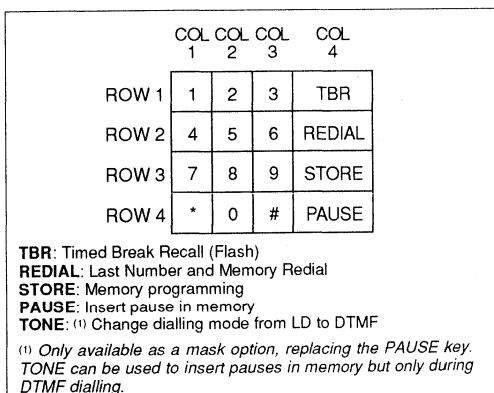 COL COL COL COL
1 2 3 4
ROW 1 1 2 3 TBR
ROW 2 4 5 6 REDIAL
ROW 3 7 8 9 STORE
ROW 4 * 0 # PAUSE
TBR: Timed Break Recall (Flash)
REDIAL: Last Number and Memory Redial
STORE: Memory programming
PAUSE: Insert pause in memory
TONE: (1) Change dialling mode from LD to DTMF
(1) Only available as a mask option, replacing the PAUSE key.
TONE can be used to insert pauses in memory but only during
DTMF dialling.